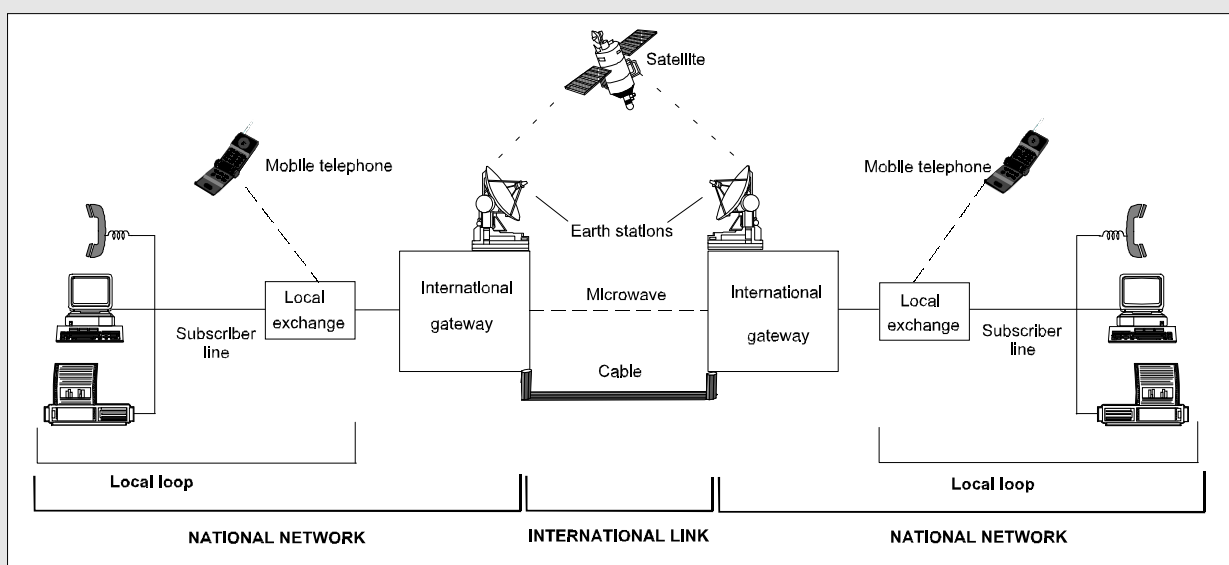 Satellite
Mobile telephone
Mobile telephone
Earth stations
International
gateway
International
gateway
Microwave
Local
exchange
Local
exchange
Subscriber
line
Subscriber
line
Cable
Local loop
Local loop
NATIONAL NETWORK
INTERNATIONAL LINK
NATIONAL NETWORK